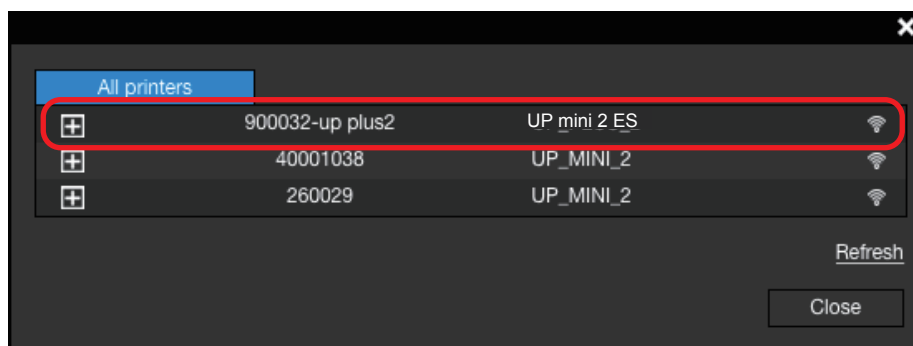 All printers
900032-up plus2 UP mini 2 ES
40001038 UP_MINI_2
260029 UP_MINI_2
Refresh
Close